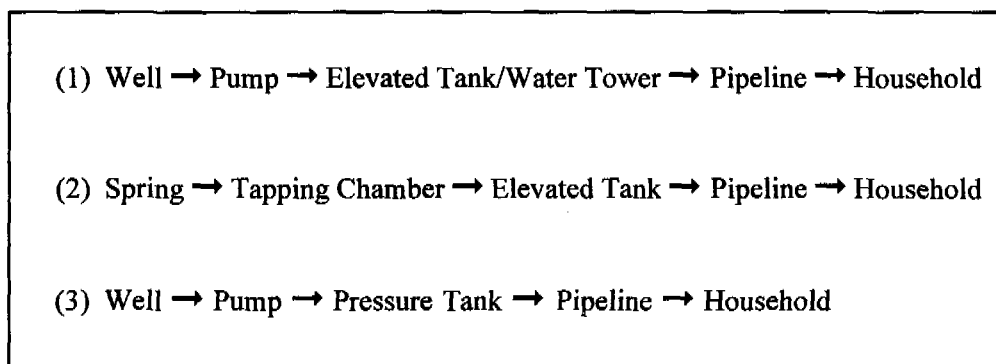 (1) Well → Pump → Elevated Tank/Water Tower → Pipeline → Household
(2) Spring → Tapping Chamber → Elevated Tank → Pipeline → Household
(3) Well → Pump → Pressure Tank → Pipeline → Household